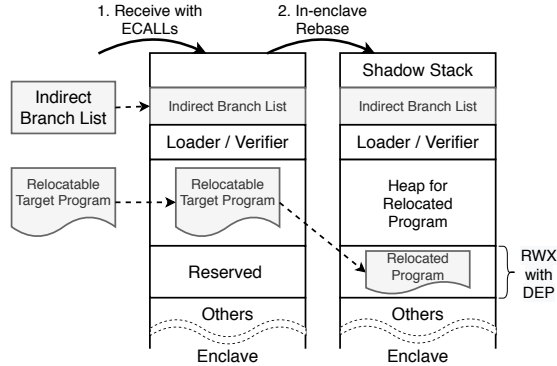 1. Receive with
ECALLs
2. In-enclave
Rebase
Indirect
Branch List
Relocatable
Target Program
Indirect Branch List
Loader / Verifier
Relocatable
Target Program
Reserved
Others
Enclave
Shadow Stack
Indirect Branch List
Loader / Verifier
Heap for
Relocated
Program
Relocated
Program
Others
Enclave
RWX
with
DEP